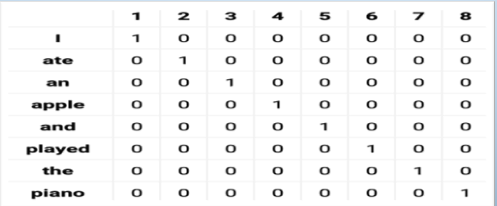 1 2 3 4 5 6 7 8
I 1 0 0 0 0 0 0 0
ate 0 1 0 0 0 0 0 0
an 0 0 1 0 0 0 0 0
apple 0 0 0 1 0 0 0 0
and 0 0 0 0 1 0 0 0
played 0 0 0 0 0 1 0 0
the 0 0 0 0 0 0 1 0
piano 0 0 0 0 0 0 0 1